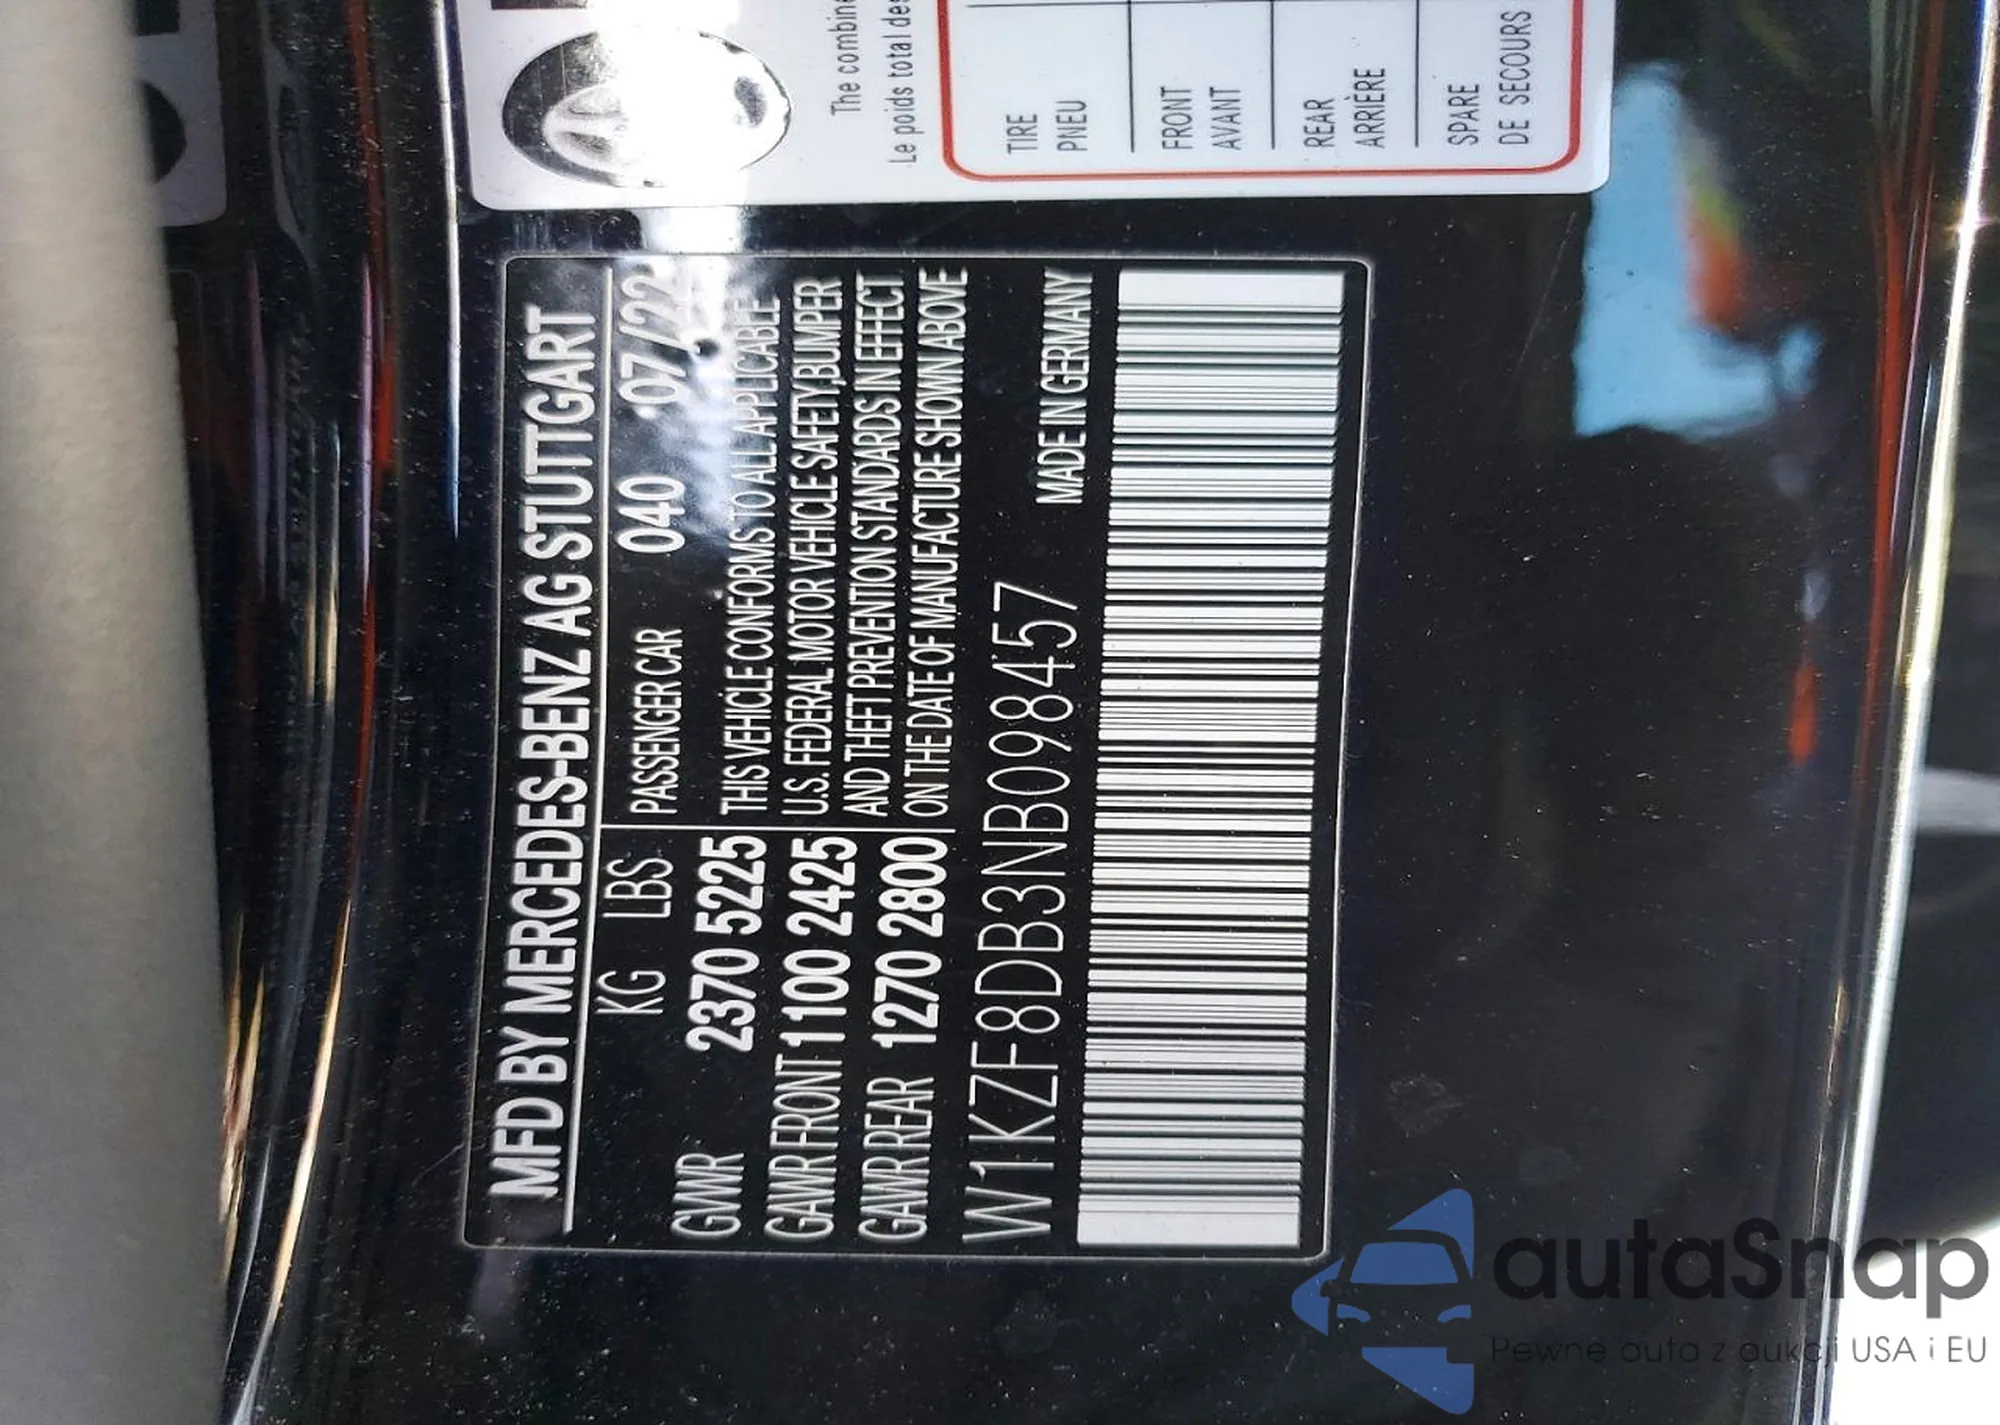 MFD BY MERCEDES-BENZ AG STUTTGART
KG LBS PASSENGER CAR 040 07/22
GVWR 2370 5225 THIS VEHICLE CONFORMS TO ALL APPLICABLE
GAWR FRONT 1100 2425 U.S. FEDERAL MOTOR VEHICLE SAFETY,BUMPER
GAWR REAR 1270 2800 AND THEFT PREVENTION STANDARDS IN EFFECT
ON THE DATE OF MANUFACTURE SHOWN ABOVE
W1KZF8DB3NB098457 MADE IN GERMANY
The combine
Le poids total des
TIRE
PNEU
FRONT
AVANT
REAR
ARRIÈRE
SPARE
DE SECOURS
autaSnap
Pewne auta z aukcji USA i EU